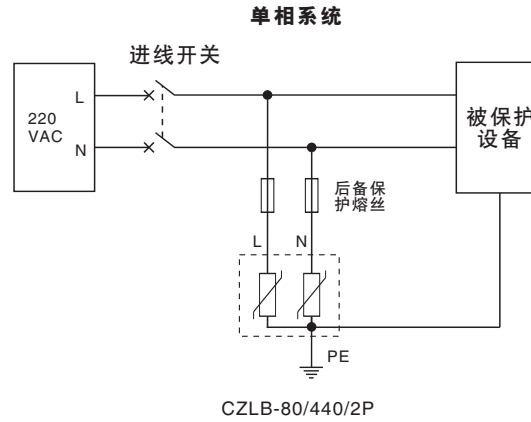 单相系统
进线开关
L
220
VAC
N
被保护
设备
后备保
护熔丝
L
N
PE
CZLB-80/440/2P